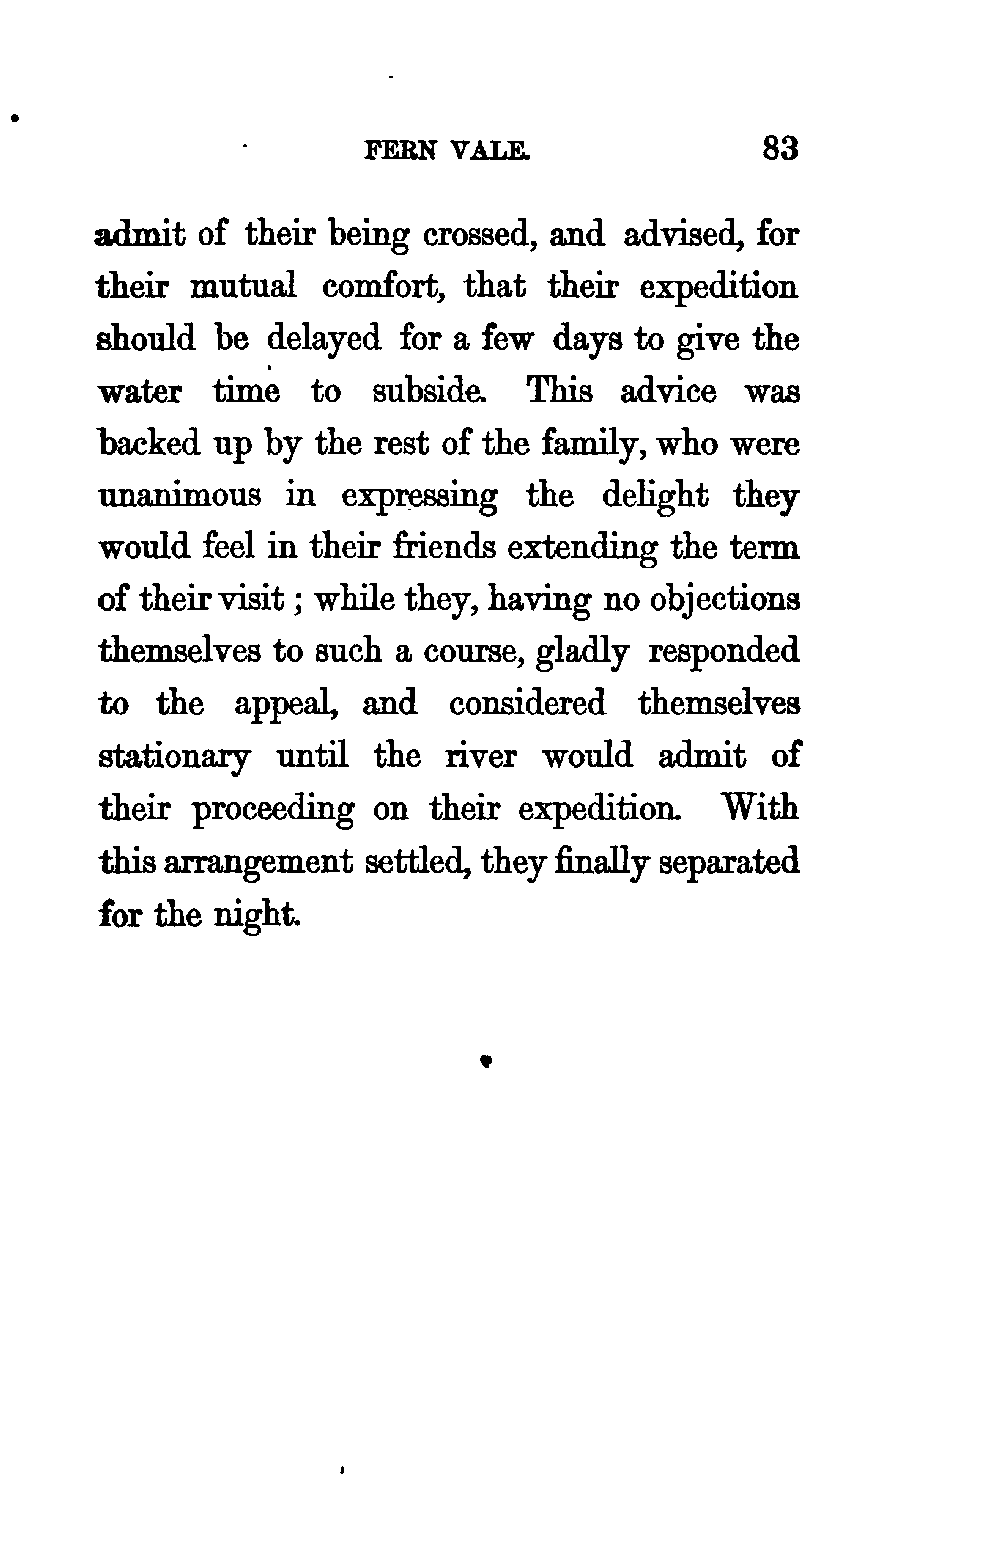 FERN VALE. 83
admit of their being crossed, and advised, for
their mutual comfort, that their expedition
should be delayed for a few days to give the
water time to subside. This advice was
backed up by the rest of the family, who were
unanimous in expressing the delight they
would feel in their friends extending the term
of their visit ; while they, having no objections
themselves to such a course, gladly responded
to the appeal, and considered themselves
stationary until the river would admit of
their proceeding on their expedition. With
this arrangement settled, they finally separated
for the night.